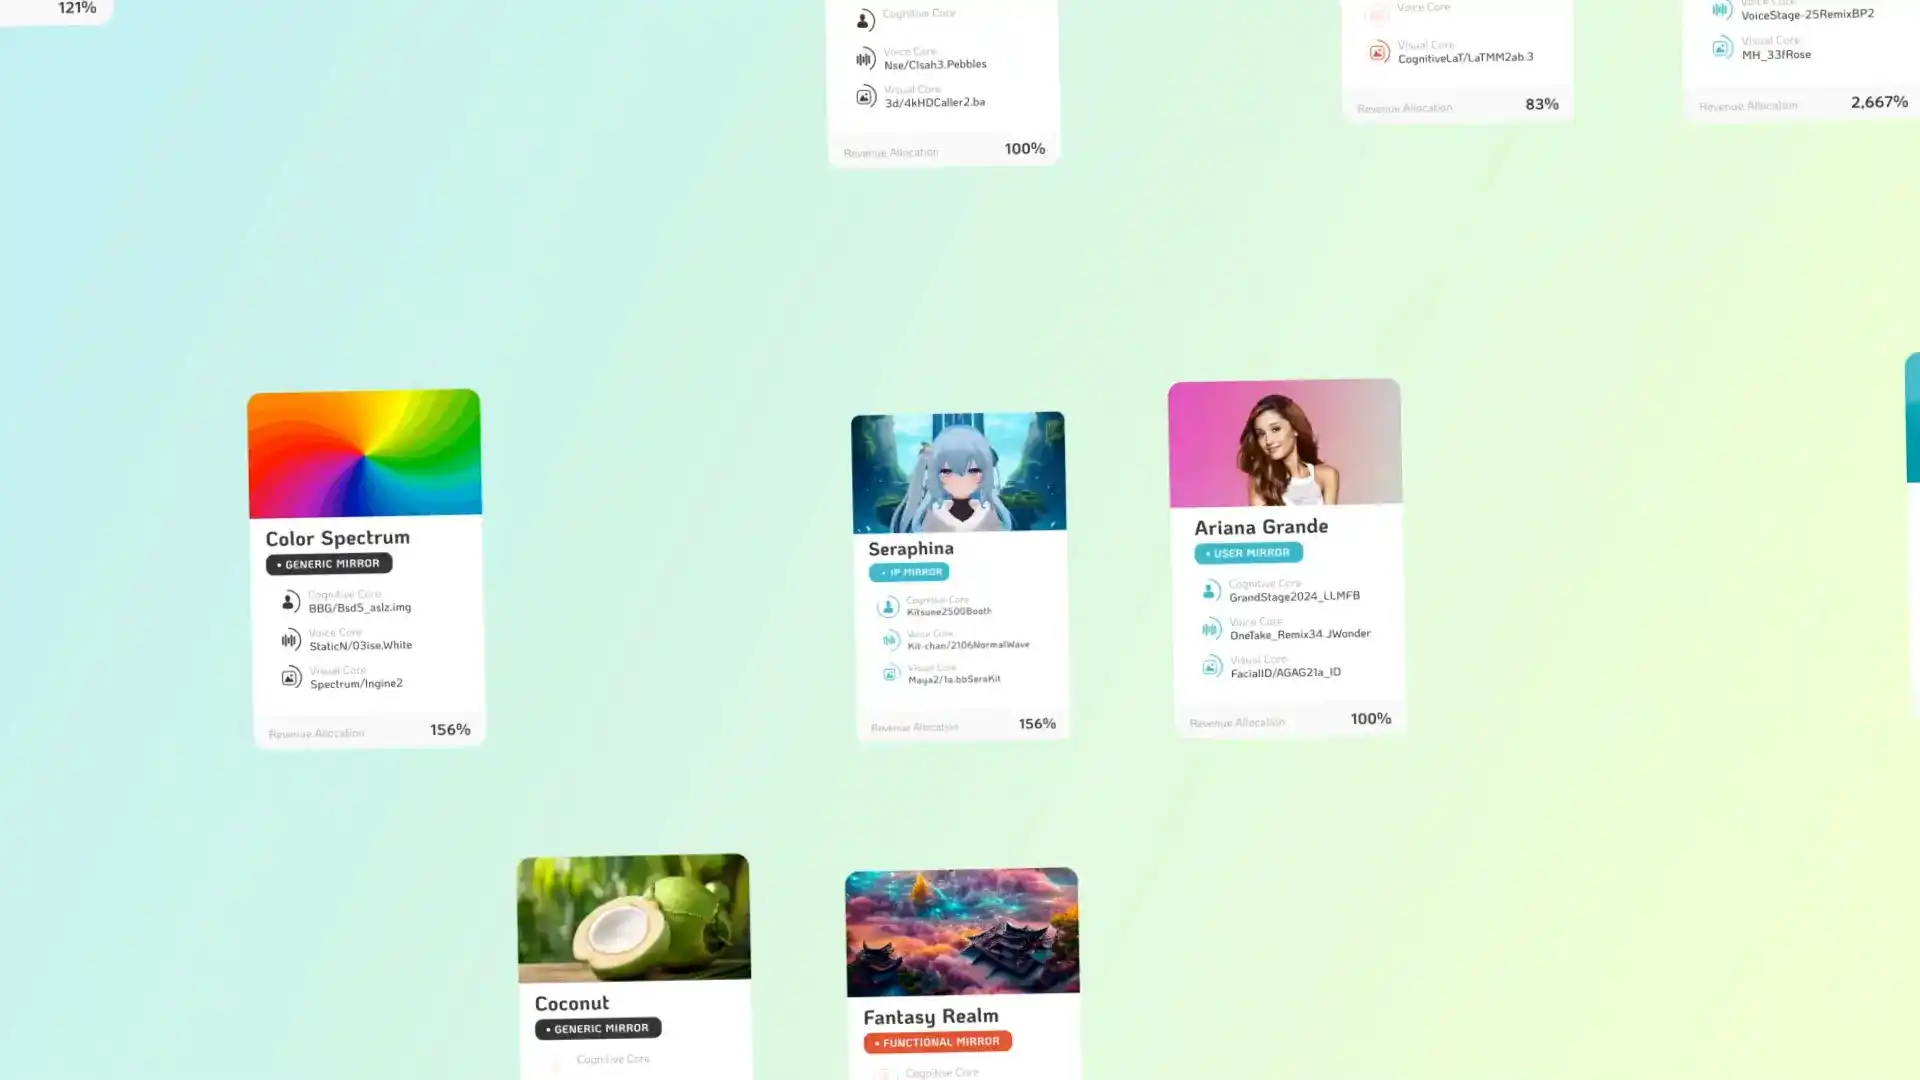 121%
Cognitive Core
Voice Core
Nse/Clsah3.Pebbles
Visual Core
3d/4kHDCaller2.ba
Revenue Allocation
100%
Voice Core
Visual Core
CognitiveLaT/LaTMM2ab.3
Revenue Allocation
83%
Voice Core
VoiceStage-25RemixBP2
Visual Core
MH_33fRose
Revenue Allocation
2,667%
Color Spectrum
• GENERIC MIRROR
Cognitive Core
BBG/Bsd5_aslz.img
Voice Core
StaticN/03ise.White
Visual Core
Spectrum/Ingine2
Revenue Allocation
156%
Seraphina
• IP MIRROR
Cognitive Core
Kitsune2500Booth
Voice Core
Kit-chan/2106NormalWave
Visual Core
Maya2/1a.bbSeraKit
Revenue Allocation
156%
Ariana Grande
• USER MIRROR
Cognitive Core
GrandStage2024_LLMFB
Voice Core
OneTake_Remix34.JWonder
Visual Core
FacialID/AGAG21a_ID
Revenue Allocation
100%
Coconut
• GENERIC MIRROR
Cognitive Core
Fantasy Realm
• FUNCTIONAL MIRROR
Cognitive Core